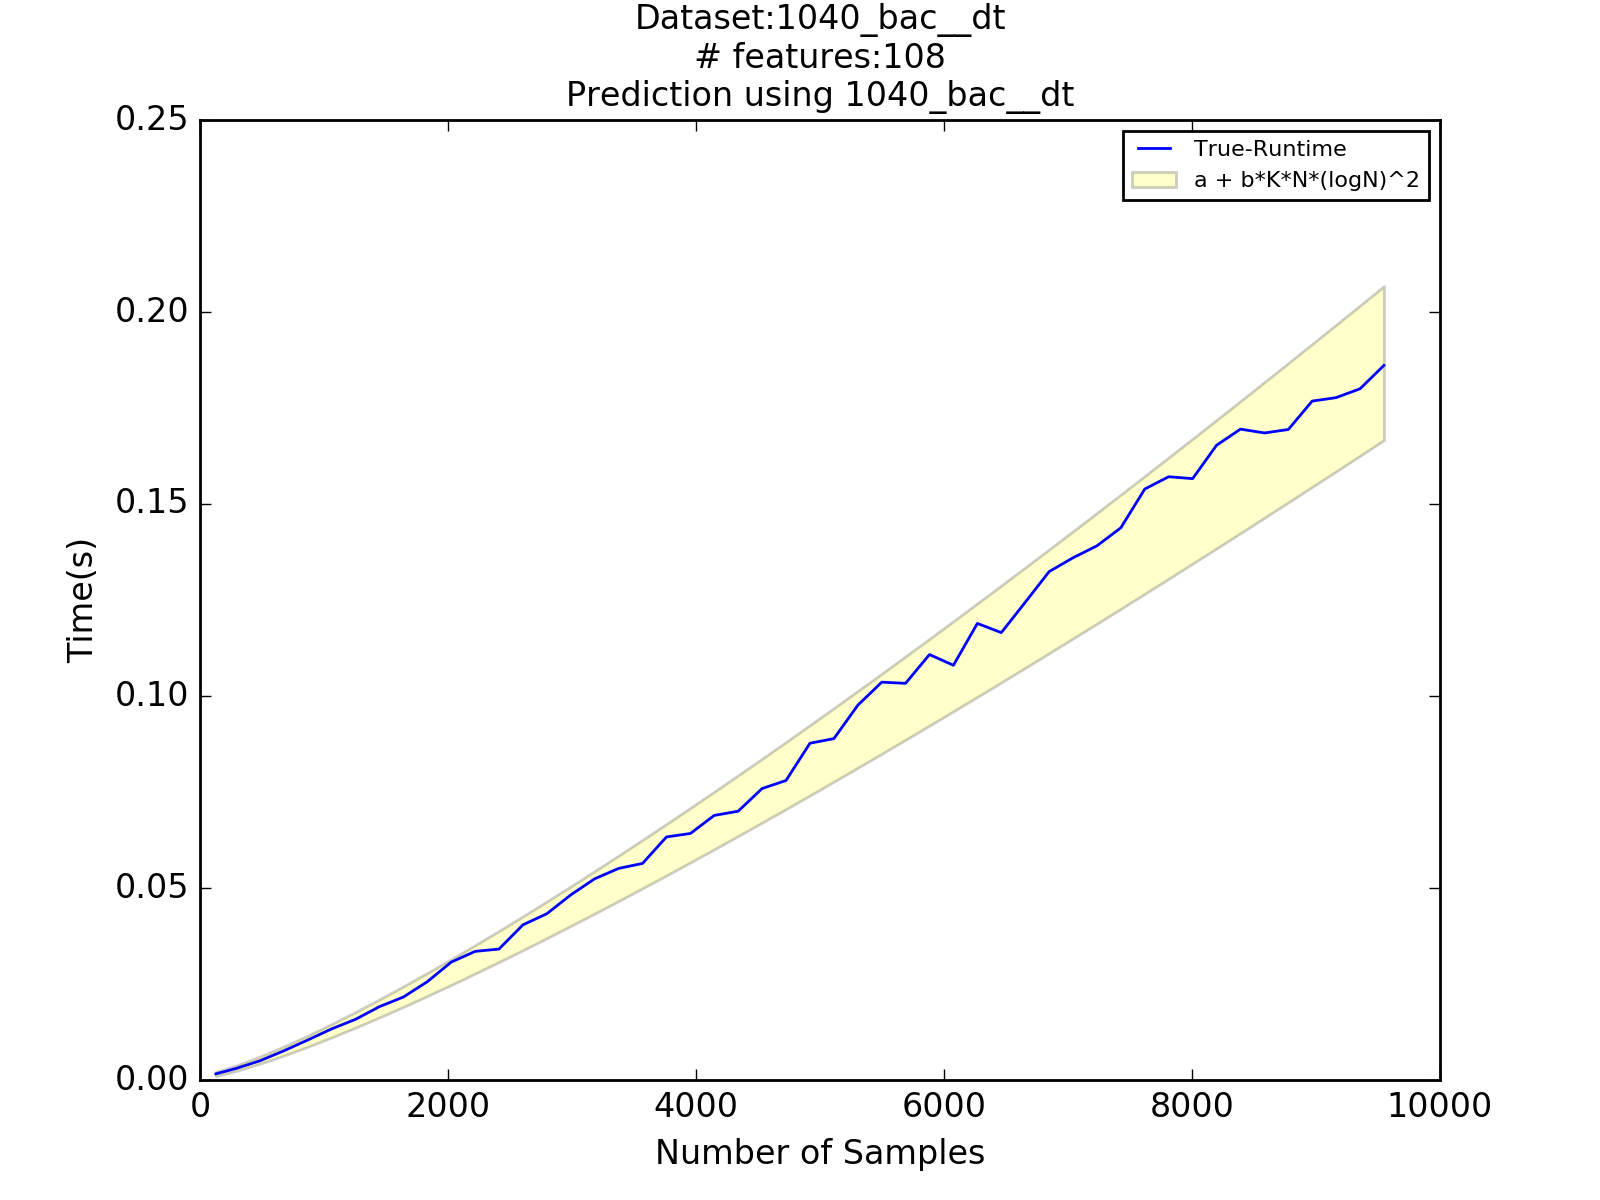 Dataset:1040_bac__dt
# features:108
Prediction using 1040_bac__dt
0.25
0.20
0.15
0.10
0.05
0.00
Time(s)
True-Runtime
a + b*K*N*(logN)^2
0 2000 4000 6000 8000 10000
Number of Samples